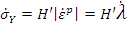 σ̇_Y = H'|ε̇^p| = H'λ̇